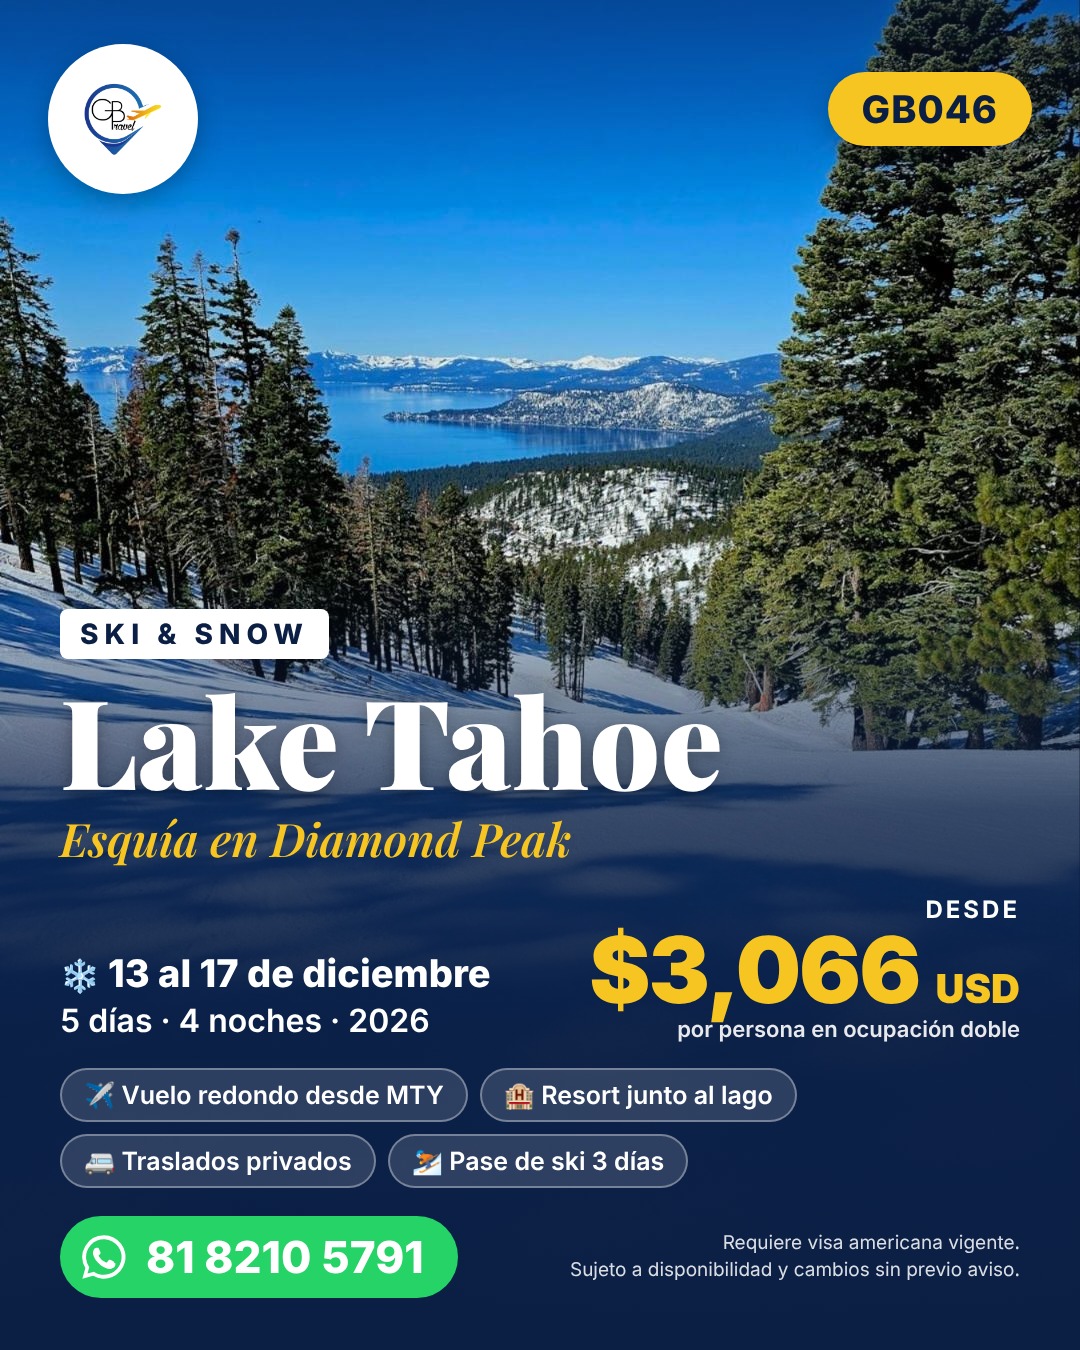 GB
Travel
GB046
SKI & SNOW
Lake Tahoe
Esquía en Diamond Peak
DESDE
❄️ 13 al 17 de diciembre
$3,066 USD
5 días · 4 noches · 2026
por persona en ocupación doble
✈️ Vuelo redondo desde MTY
🏨 Resort junto al lago
🚐 Traslados privados
⛷️ Pase de ski 3 días
81 8210 5791
Requiere visa americana vigente.
Sujeto a disponibilidad y cambios sin previo aviso.